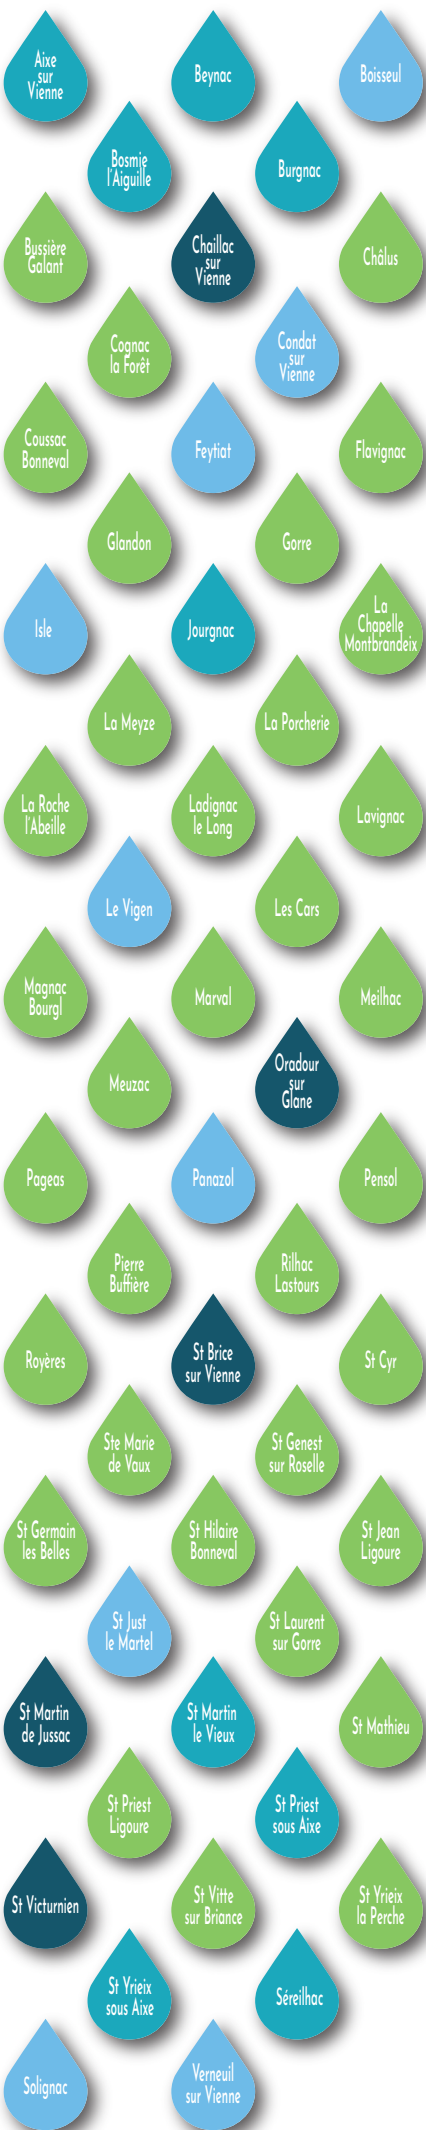 Aixe
sur
Vienne
Beynac
Boisseul
Bosmie
l'Aiguille
Burgnac
Bussière
Galant
Chaillac
sur
Vienne
Châlus
Cognac
la Forêt
Condat
sur
Vienne
Coussac
Bonneval
Feytiat
Flavignac
Glandon
Gorre
Isle
Jourgnac
La
Chapelle
Montbrandeix
La Meyze
La Porcherie
La Roche
l'Abeille
Ladignac
le Long
Lavignac
Le Vigen
Les Cars
Magnac
Bourgl
Marval
Meilhac
Meuzac
Oradour
sur
Glane
Pageas
Panazol
Pensol
Pierre
Buffière
Rilhac
Lastours
Royères
St Brice
sur Vienne
St Cyr
Ste Marie
de Vaux
St Genest
sur Roselle
St Germain
les Belles
St Hilaire
Bonneval
St Jean
Ligoure
St Just
le Martel
St Laurent
sur Gorre
St Martin
de Jussac
St Martin
le Vieux
St Mathieu
St Priest
Ligoure
St Priest
sous Aixe
St Victurnien
St Vitte
sur Briance
St Yrieix
la Perche
St Yrieix
sous Aixe
Séreilhac
Solignac
Verneuil
sur Vienne